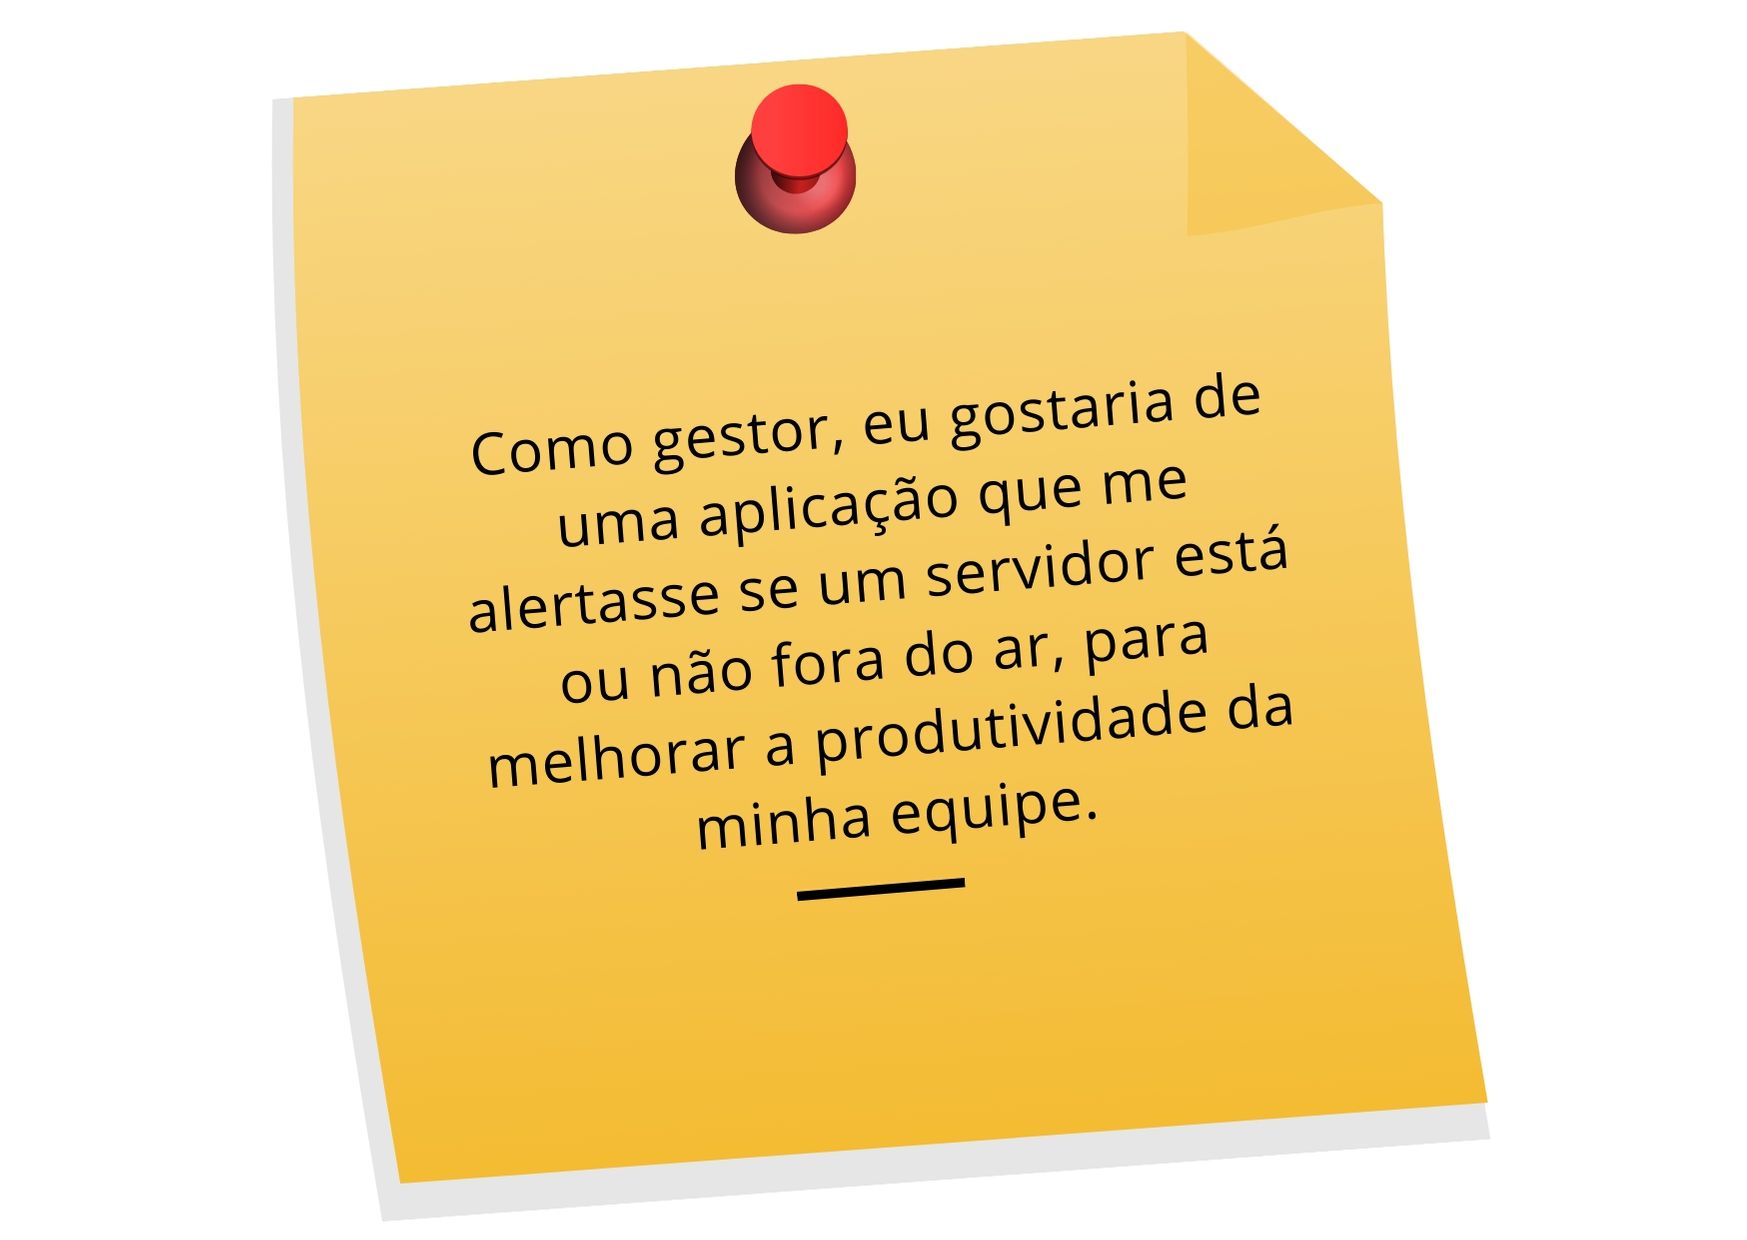 Como gestor, eu gostaria de
uma aplicação que me
alertasse se um servidor está
ou não fora do ar, para
melhorar a produtividade da
minha equipe.